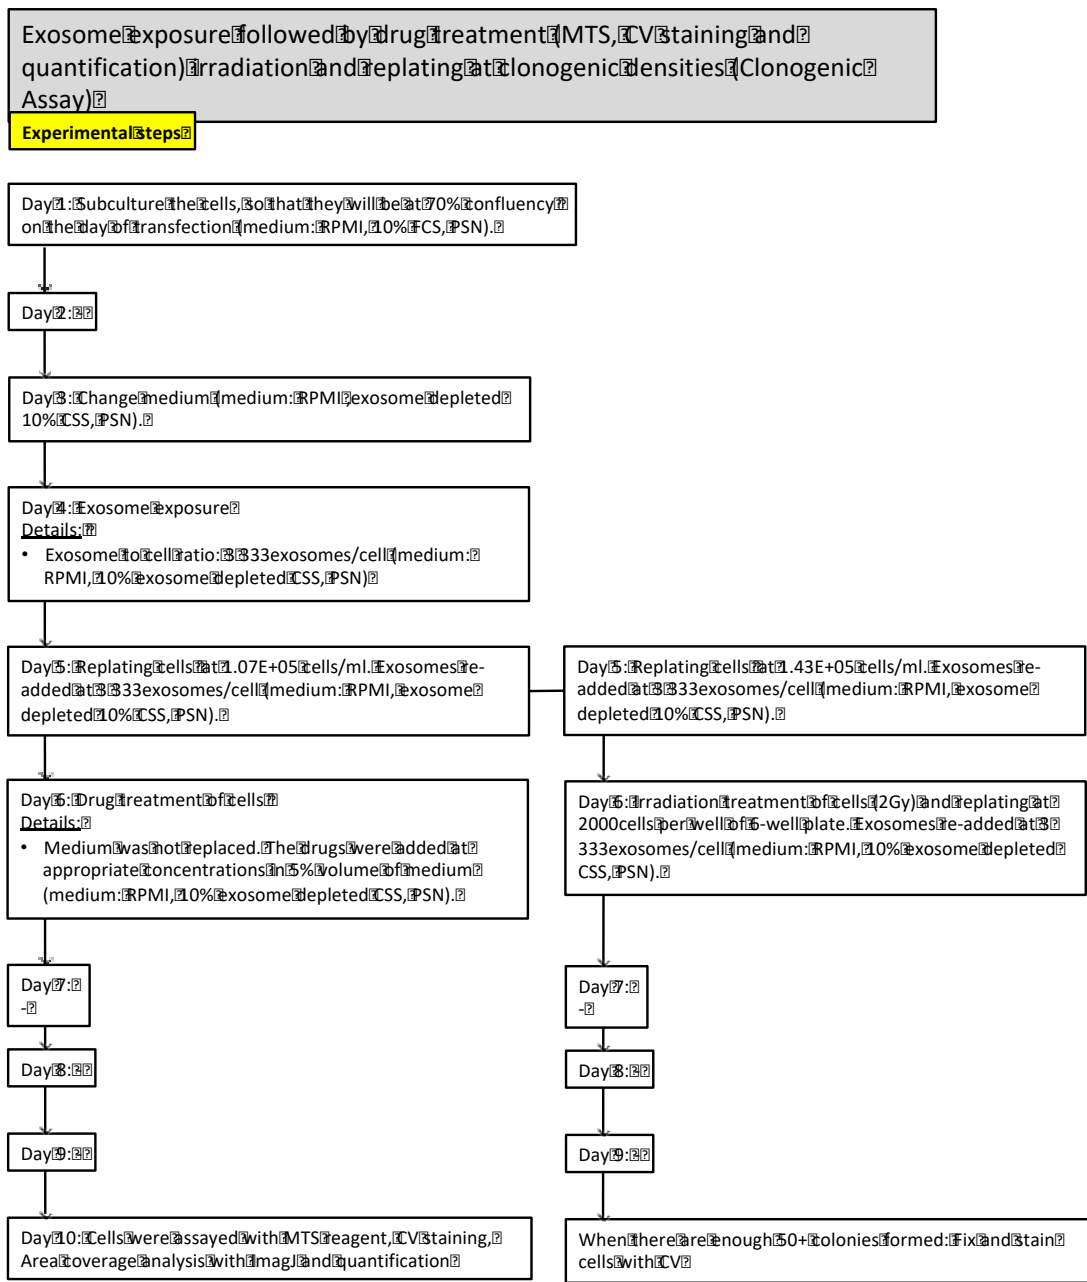 Exosome exposure followed by drug treatment (MTS, CV staining and
quantification) Irradiation and replating at clonogenic densities (Clonogenic
Assay)
Experimental steps
Day 1: Subculture the cells, so that they will be at 70% confluency
on the day of transfection (medium: RPMI, 10% FCS, PSN).
Day 2: -
Day 3: Change medium (medium: RPMI, exosome depleted
10% CSS, PSN).
Day 4: Exosome exposure
Details:
• Exosome to cell ratio: 3 333exosomes/cell (medium:
RPMI, 10% exosome depleted CSS, PSN)
Day 5: Replating cells at 1.07E+05 cells/ml. Exosomes re-
added at 3 333exosomes/cell (medium: RPMI, exosome
depleted 10% CSS, PSN).
Day 6: Drug treatment of cells
Details:
• Medium was not replaced. The drugs were added at
appropriate concentrations in 5% volume of medium
(medium: RPMI, 10% exosome depleted CSS, PSN).
Day 7:
-
Day 8: -
Day 9: -
Day 10: Cells were assayed with MTS reagent, CV staining,
Area coverage analysis with ImagJ and quantification
Day 5: Replating cells at 1.43E+05 cells/ml. Exosomes re-
added at 3 333exosomes/cell (medium: RPMI, exosome
depleted 10% CSS, PSN).
Day 6: Irradiation treatment of cells (2Gy) and replating at
2000cells per well of 6-well plate. Exosomes re-added at 3
333exosomes/cell (medium: RPMI, 10% exosome depleted
CSS, PSN).
Day 7:
-
Day 8: -
Day 9: -
When there are enough 50+ colonies formed: Fix and stain
cells with CV